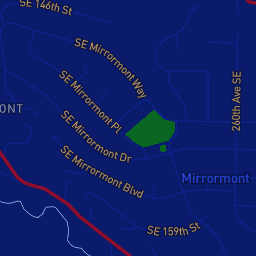 SE 146th St
SE Mirrormont Way
SE Mirrormont Pl
260th Ave SE
ONT
SE Mirrormont Dr
SE Mirrormont Blvd
Mirrormont
SE 159th St